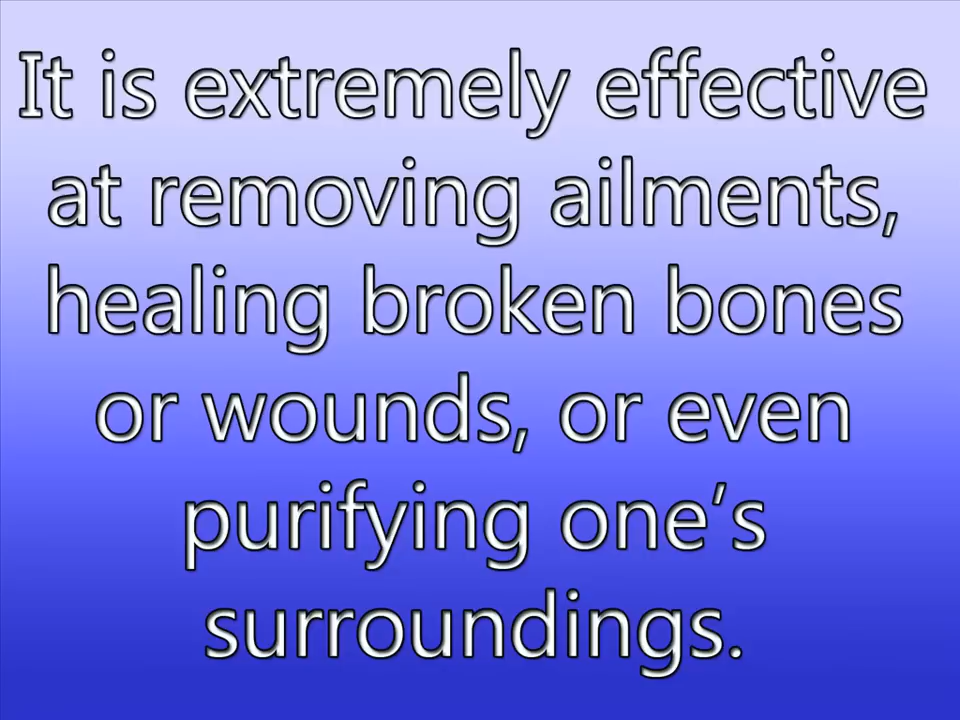 It is extremely effective
at removing ailments,
healing broken bones
or wounds, or even
purifying one’s
surroundings.